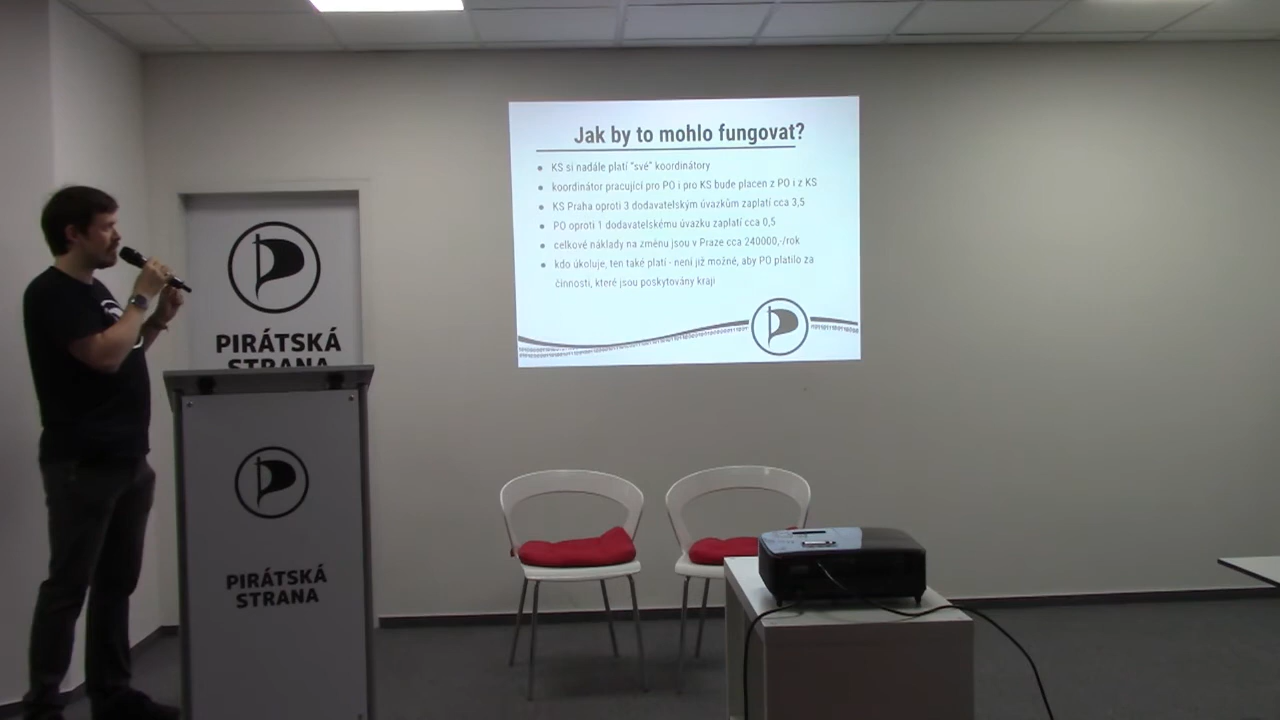 Jak by to mohlo fungovat?
KS si nadále platí "své" koordinátory
koordinátor pracující pro PO i pro KS bude placen z PO i z KS
KS Praha oproti 3 dodavatelským úvazkům zaplatí cca 3,5
PO oproti 1 dodavatelskému úvazku zaplatí cca 0,5
celkové náklady na změnu jsou v Praze cca 240000,-/rok
kdo úkoluje, ten také platí - není již možné, aby PO platilo za
činnosti, které jsou poskytovány kraji
PIRÁTSKÁ
STRANA
PIRÁTSKÁ
STRANA